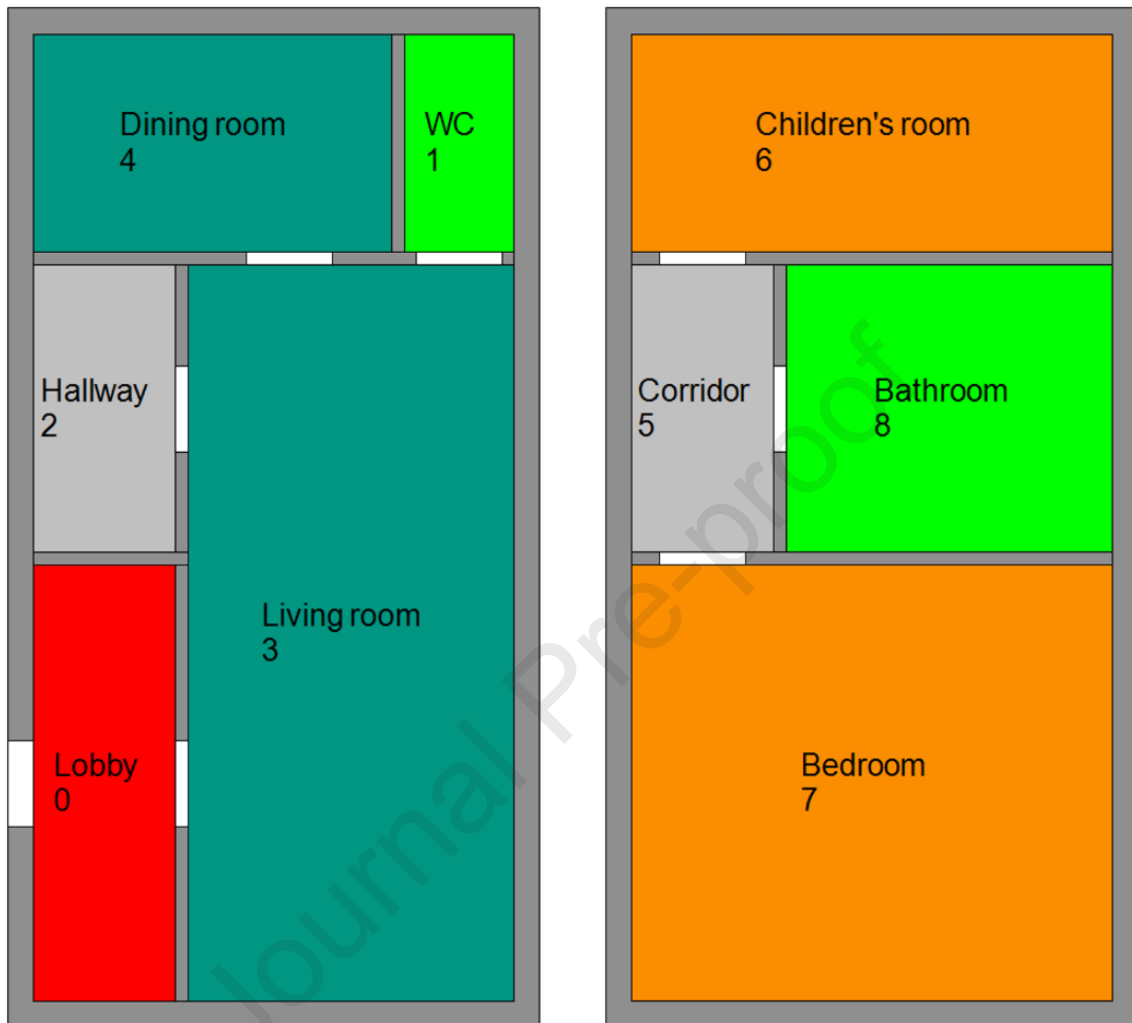 Dining room
4
WC
1
Hallway
2
Living room
3
Lobby
0
Children's room
6
Corridor
5
Bathroom
8
Bedroom
7
Journal Pre-proof